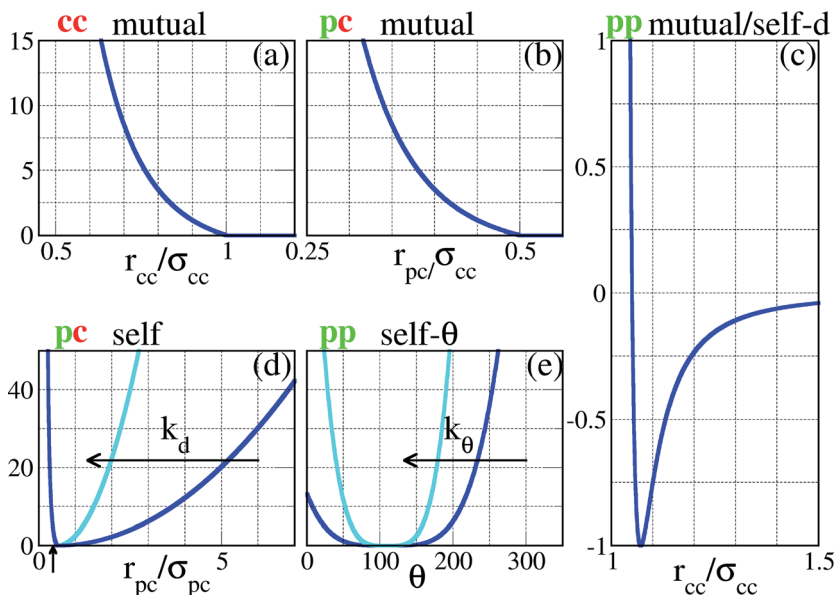 cc mutual
(a)
15
10
5
0
0.5
1
0.2
r_cc/σ_cc
pc mutual
(b)
0.25
0.5
r_pc/σ_cc
pp mutual/self-d
(c)
1
0.5
0
-0.5
-1
1
1.5
r_cc/σ_cc
pc self
(d)
k_d
40
20
0
0
5
r_pc/σ_pc
pp self-θ
(e)
k_θ
0
100
200
300
θ